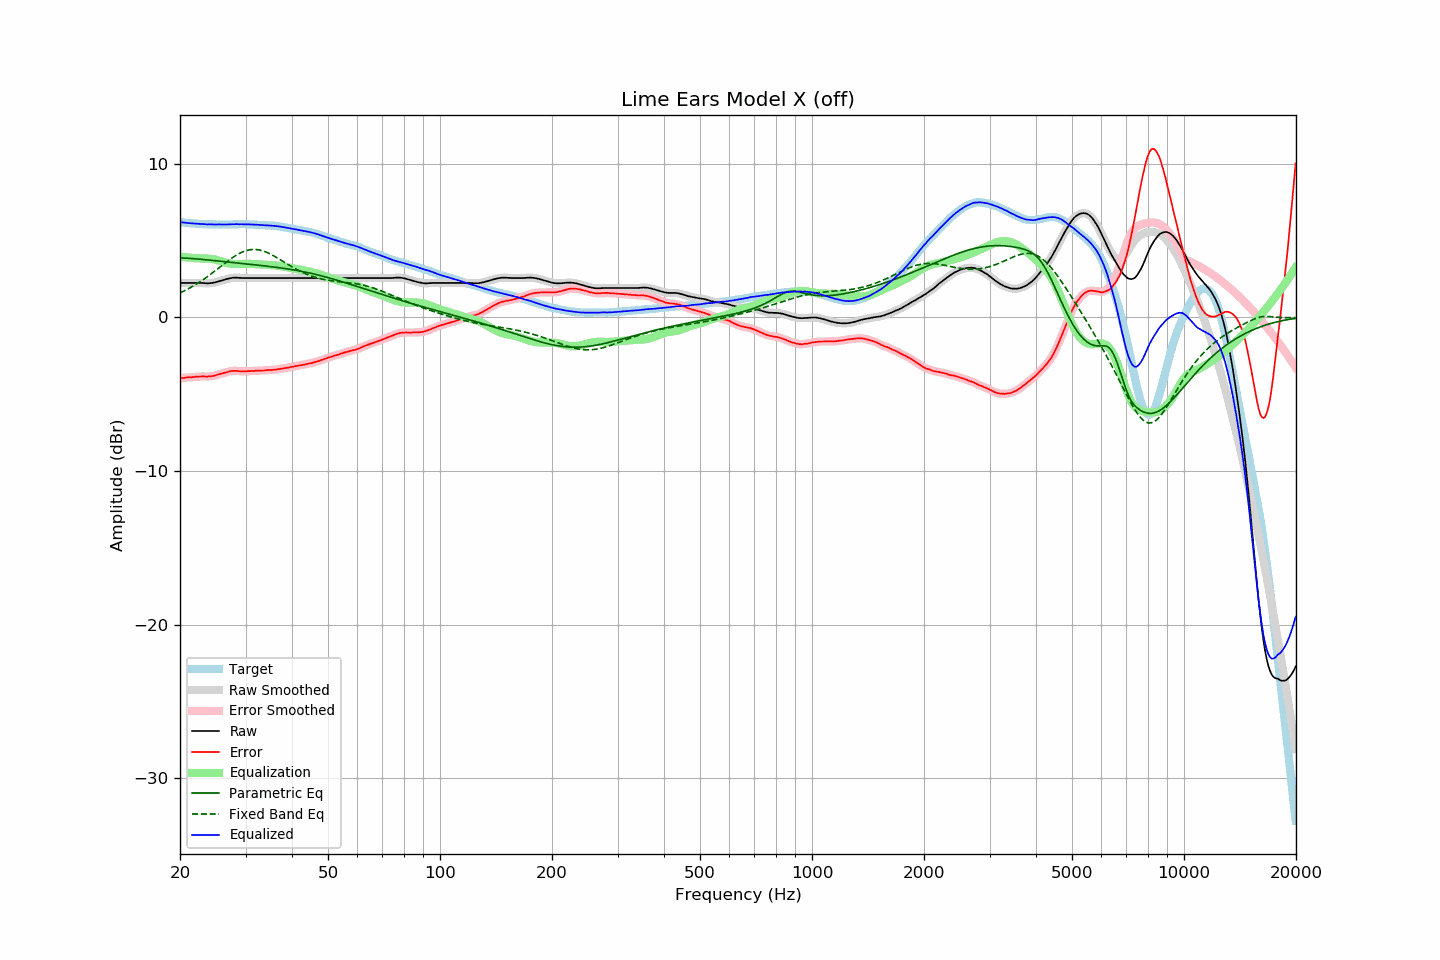 Lime Ears Model X (off)
10
0
−10
−20
−30
Amplitude (dBr)
Target
Raw Smoothed
Error Smoothed
Raw
Error
Equalization
Parametric Eq
Fixed Band Eq
Equalized
20 50 100 200 500 1000 2000 5000 10000 20000
Frequency (Hz)